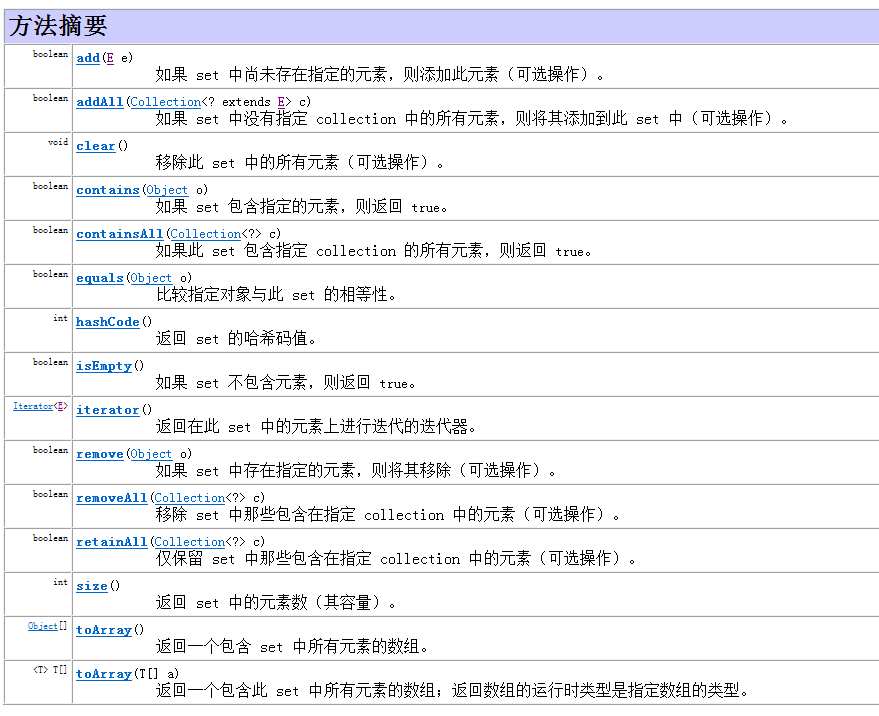 方法摘要
boolean add(E e)
如果 set 中尚未存在指定的元素，则添加此元素（可选操作）。
boolean addAll(Collection<? extends E> c)
如果 set 中没有指定 collection 中的所有元素，则将其添加到此 set 中（可选操作）。
void clear()
移除此 set 中的所有元素（可选操作）。
boolean contains(Object o)
如果 set 包含指定的元素，则返回 true。
boolean containsAll(Collection<?> c)
如果此 set 包含指定 collection 的所有元素，则返回 true。
boolean equals(Object o)
比较指定对象与此 set 的相等性。
int hashCode()
返回 set 的哈希码值。
boolean isEmpty()
如果 set 不包含元素，则返回 true。
Iterator<E> iterator()
返回在此 set 中的元素上进行迭代的迭代器。
boolean remove(Object o)
如果 set 中存在指定的元素，则将其移除（可选操作）。
boolean removeAll(Collection<?> c)
移除 set 中那些包含在指定 collection 中的元素（可选操作）。
boolean retainAll(Collection<?> c)
仅保留 set 中那些包含在指定 collection 中的元素（可选操作）。
int size()
返回 set 中的元素数（其容量）。
Object[] toArray()
返回一个包含 set 中所有元素的数组。
<T> T[] toArray(T[] a)
返回一个包含此 set 中所有元素的数组；返回数组的运行时类型是指定数组的类型。